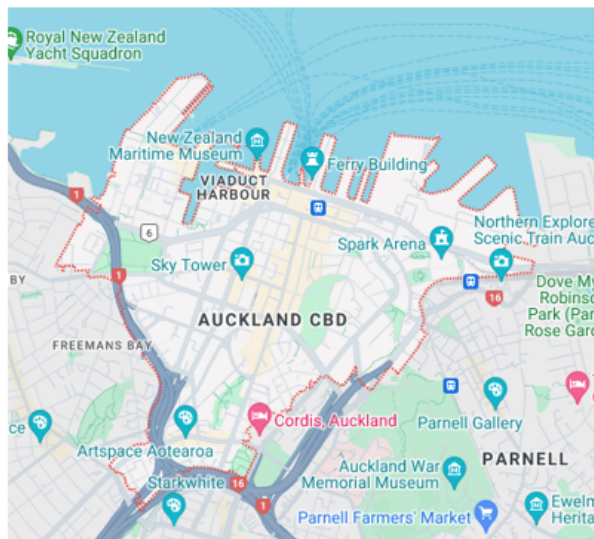 Royal New Zealand
Yacht Squadron
New Zealand
Maritime Museum
Ferry Building
VIADUCT
HARBOUR
1
6
Northern Explore
Scenic Train Auc
Spark Arena
Sky Tower
1
16
BY
Dove My
Robins
Park (Par
Rose Gard
AUCKLAND CBD
FREEMANS BAY
Cordis, Auckland
Parnell Gallery
ce
Artspace Aotearoa
PARNELL
Auckland War
Memorial Museum
Starkwhite
16
1
Parnell Farmers' Market
Ewelm
Herita